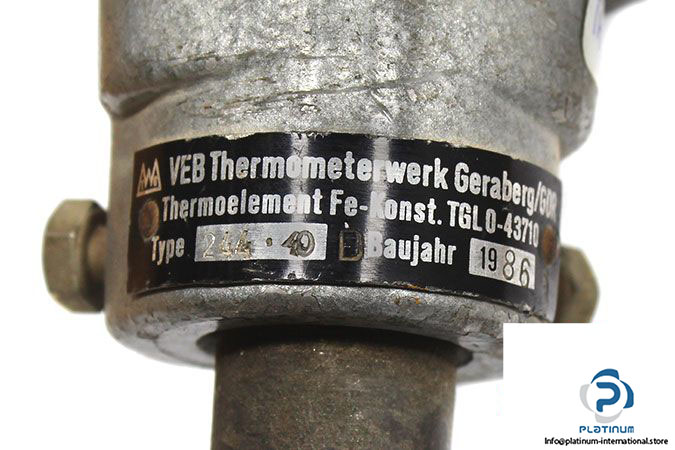 VEB Thermometerwerk Geraberg/GDR
Thermoelement Fe-Konst. TGL 0-43710
Type 244·40 D Baujahr 1986
PLATINUM
Info@platinum-international.store